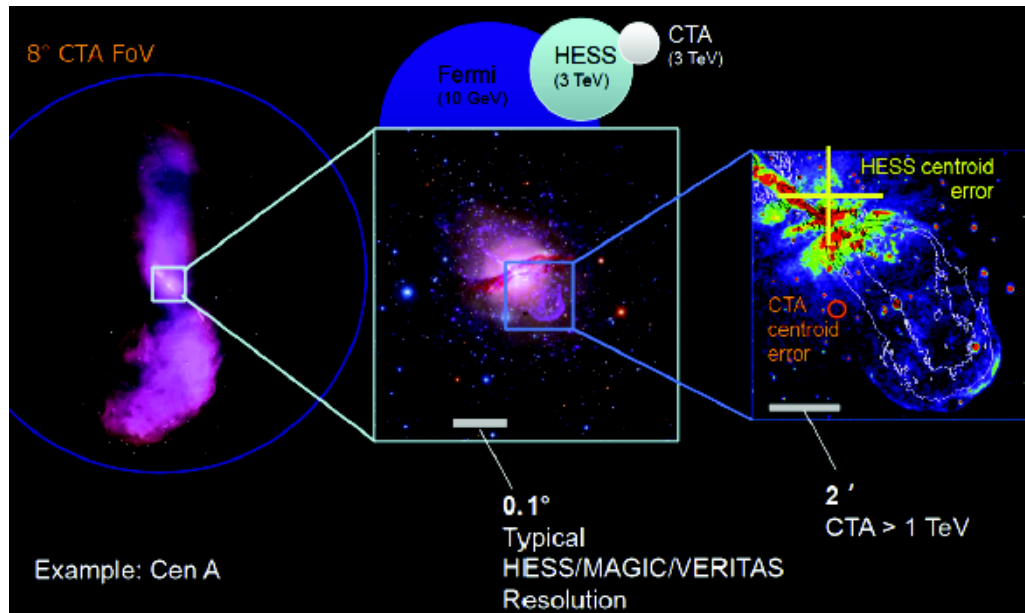 8° CTA FoV
Fermi
(10 GeV)
HESS
(3 TeV)
CTA
(3 TeV)
HESS centroid
error
CTA
centroid
error
0.1°
Typical
HESS/MAGIC/VERITAS
Resolution
2 ′
CTA > 1 TeV
Example: Cen A